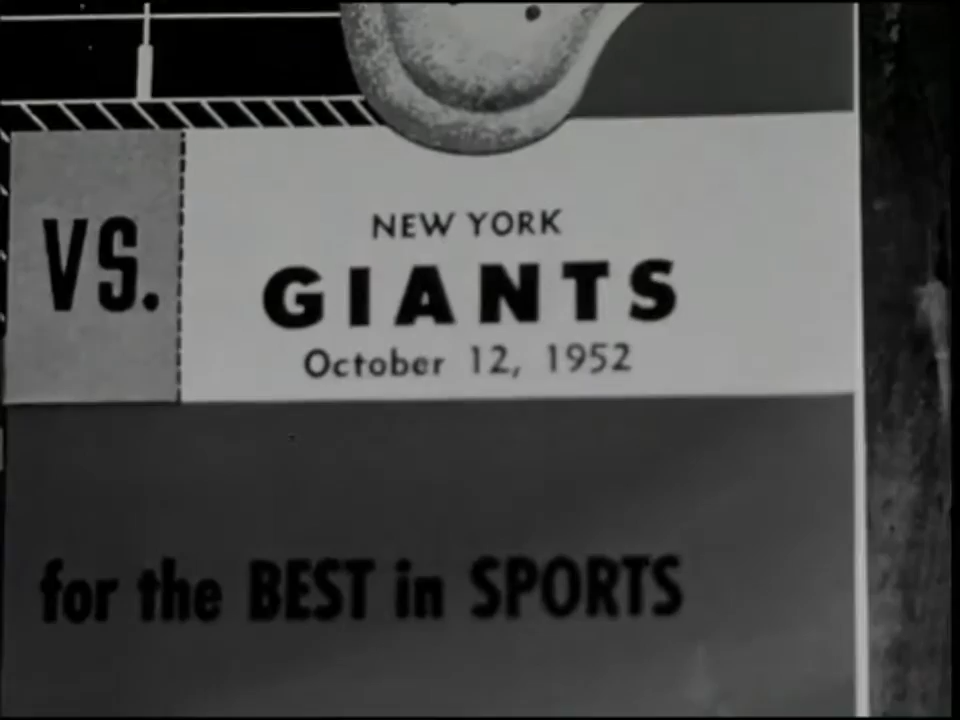 VS.
NEW YORK
GIANTS
October 12, 1952
for the BEST in SPORTS